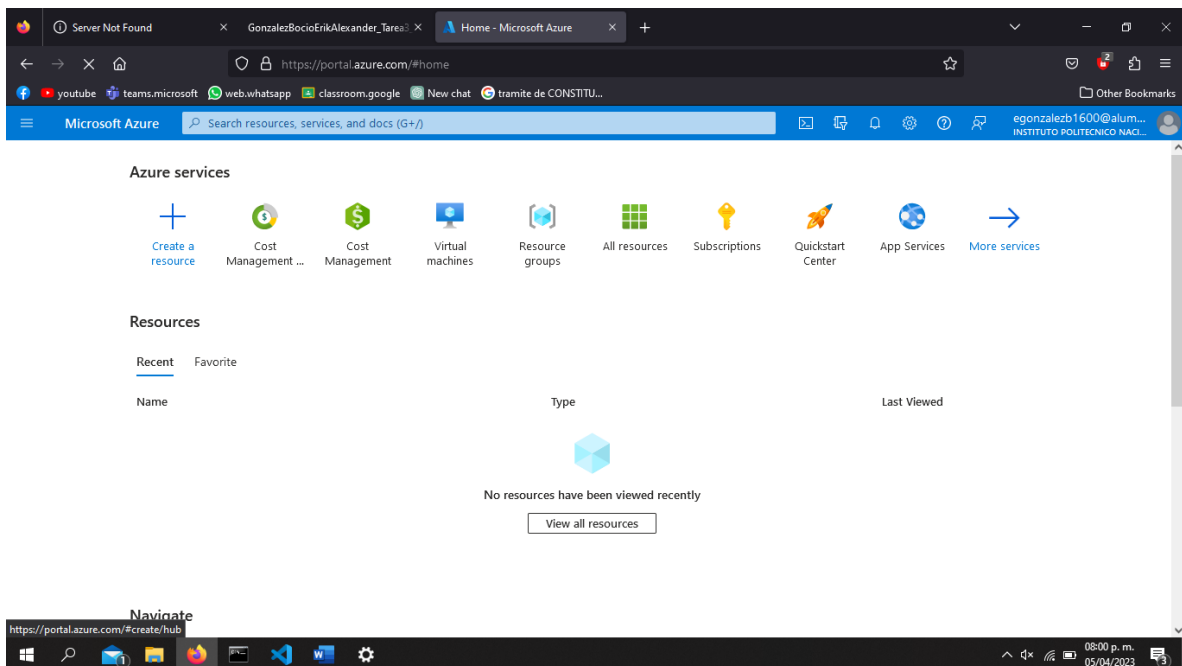 Server Not Found
GonzalezBocioErikAlexander_Tarea3_
Home - Microsoft Azure
https://portal.azure.com/#home
2
youtube teams.microsoft web.whatsapp classroom.google New chat tramite de CONSTITU... Other Bookmarks
Microsoft Azure
Search resources, services, and docs (G+/)
egonzalezb1600@alum...
INSTITUTO POLITECNICO NACI...
Azure services
Create a resource
Cost Management ...
Cost Management
Virtual machines
Resource groups
All resources
Subscriptions
Quickstart Center
App Services
More services
Resources
Recent Favorite
Name Type Last Viewed
No resources have been viewed recently
View all resources
Navigate
https://portal.azure.com/#create/hub
1
08:00 p. m.
05/04/2023
3